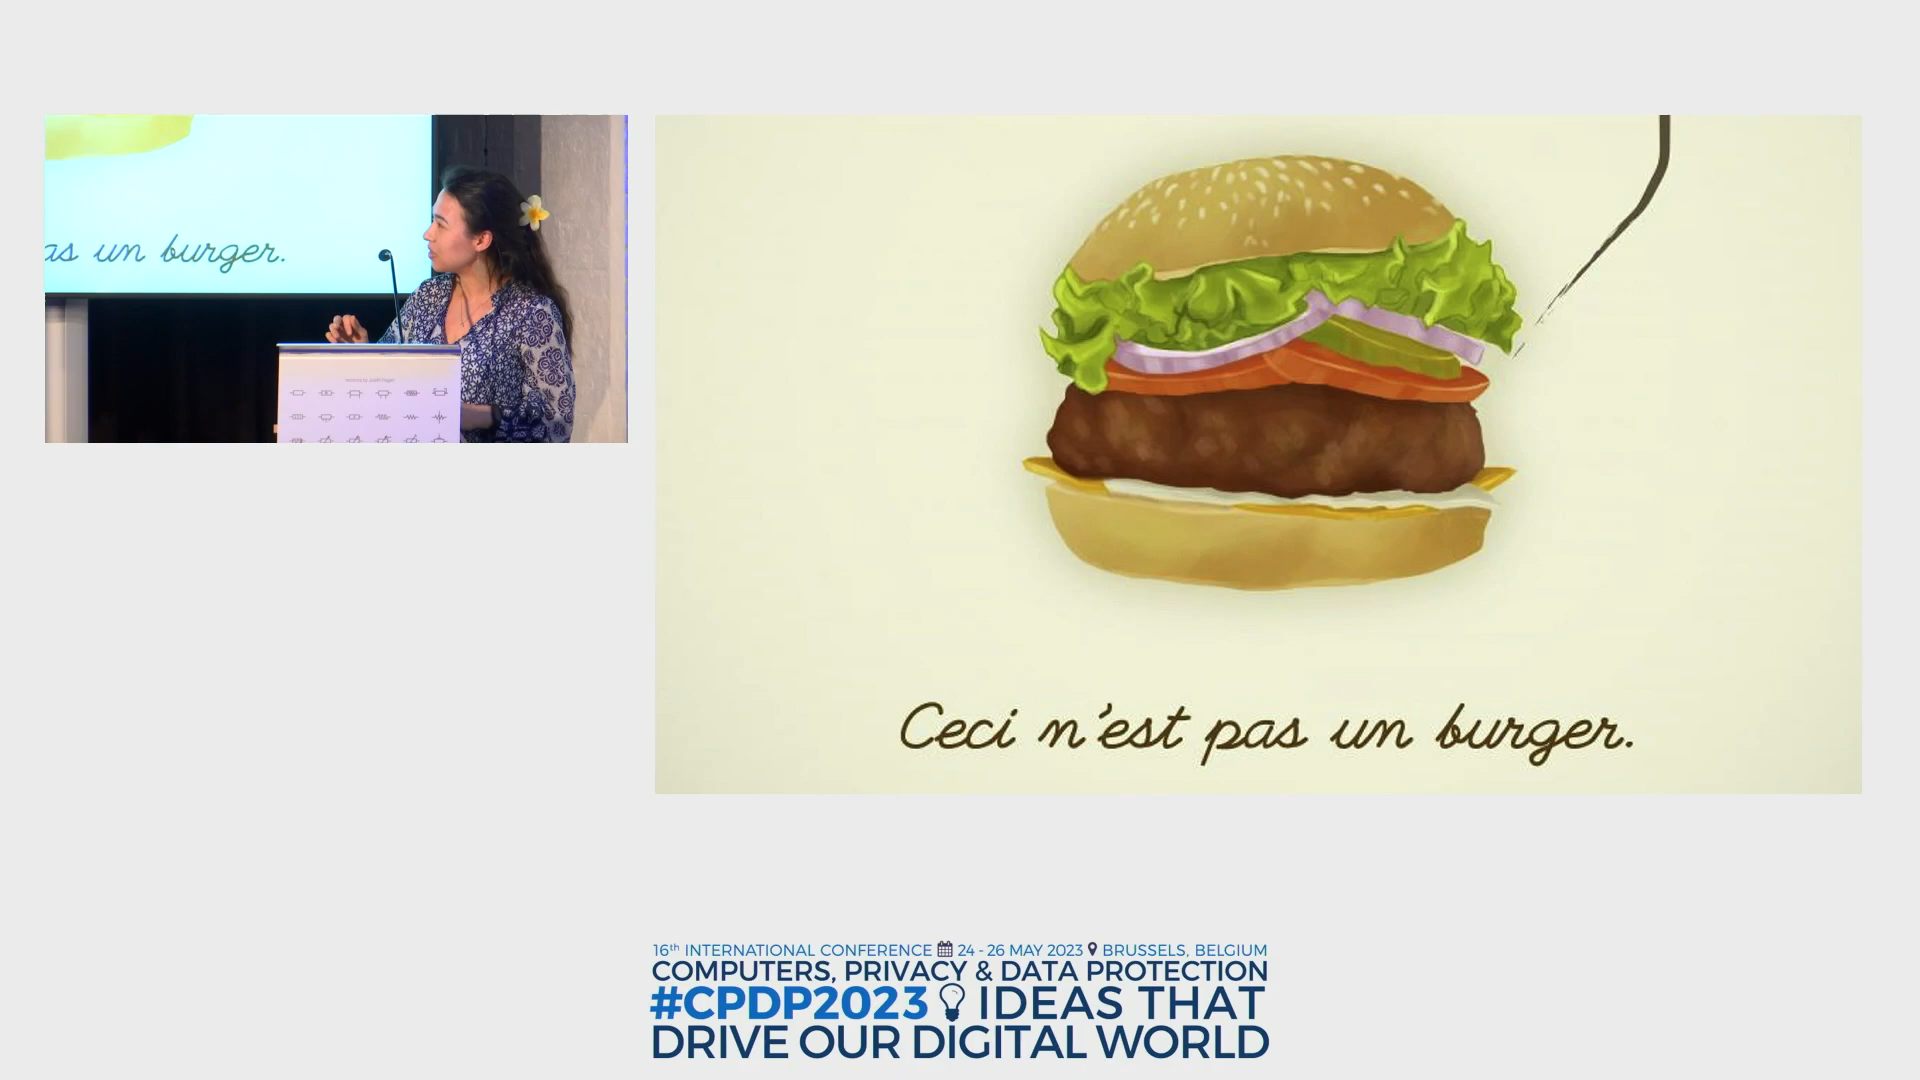 as un burger.
Ceci n'est pas un burger.
16th INTERNATIONAL CONFERENCE 24 - 26 MAY 2023 BRUSSELS, BELGIUM
COMPUTERS, PRIVACY & DATA PROTECTION
#CPDP2023 IDEAS THAT
DRIVE OUR DIGITAL WORLD